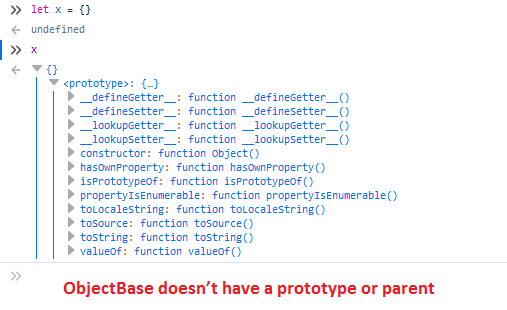 let x = {}
undefined
x
{}
<prototype>: {…}
__defineGetter__: function __defineGetter__()
__defineSetter__: function __defineSetter__()
__lookupGetter__: function __lookupGetter__()
__lookupSetter__: function __lookupSetter__()
constructor: function Object()
hasOwnProperty: function hasOwnProperty()
isPrototypeOf: function isPrototypeOf()
propertyIsEnumerable: function propertyIsEnumerable()
toLocaleString: function toLocaleString()
toSource: function toSource()
toString: function toString()
valueOf: function valueOf()
ObjectBase doesn’t have a prototype or parent